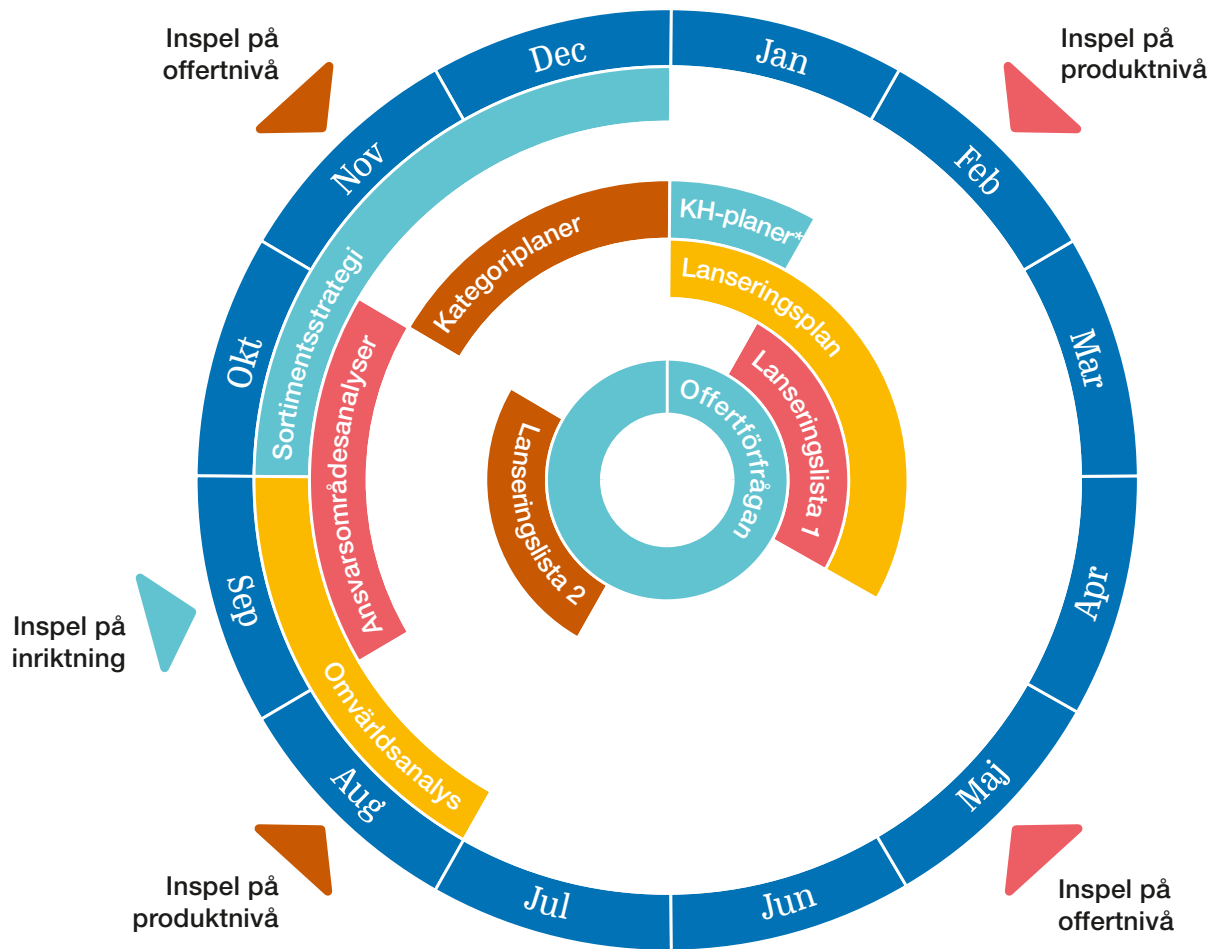 Inspel på
offertnivå
Inspel på
produktnivå
Jan
Feb
Mar
Apr
Maj
Jun
Jul
Aug
Sep
Okt
Nov
Dec
Sortimentsstrategi
Omvärldsanalys
Ansvarsområdesanalyser
Kategoriplaner
KH-planer*
Lanseringsplan
Lanseringslista 1
Lanseringslista 2
Offertförfrågan
Inspel på
inriktning
Inspel på
produktnivå
Inspel på
offertnivå